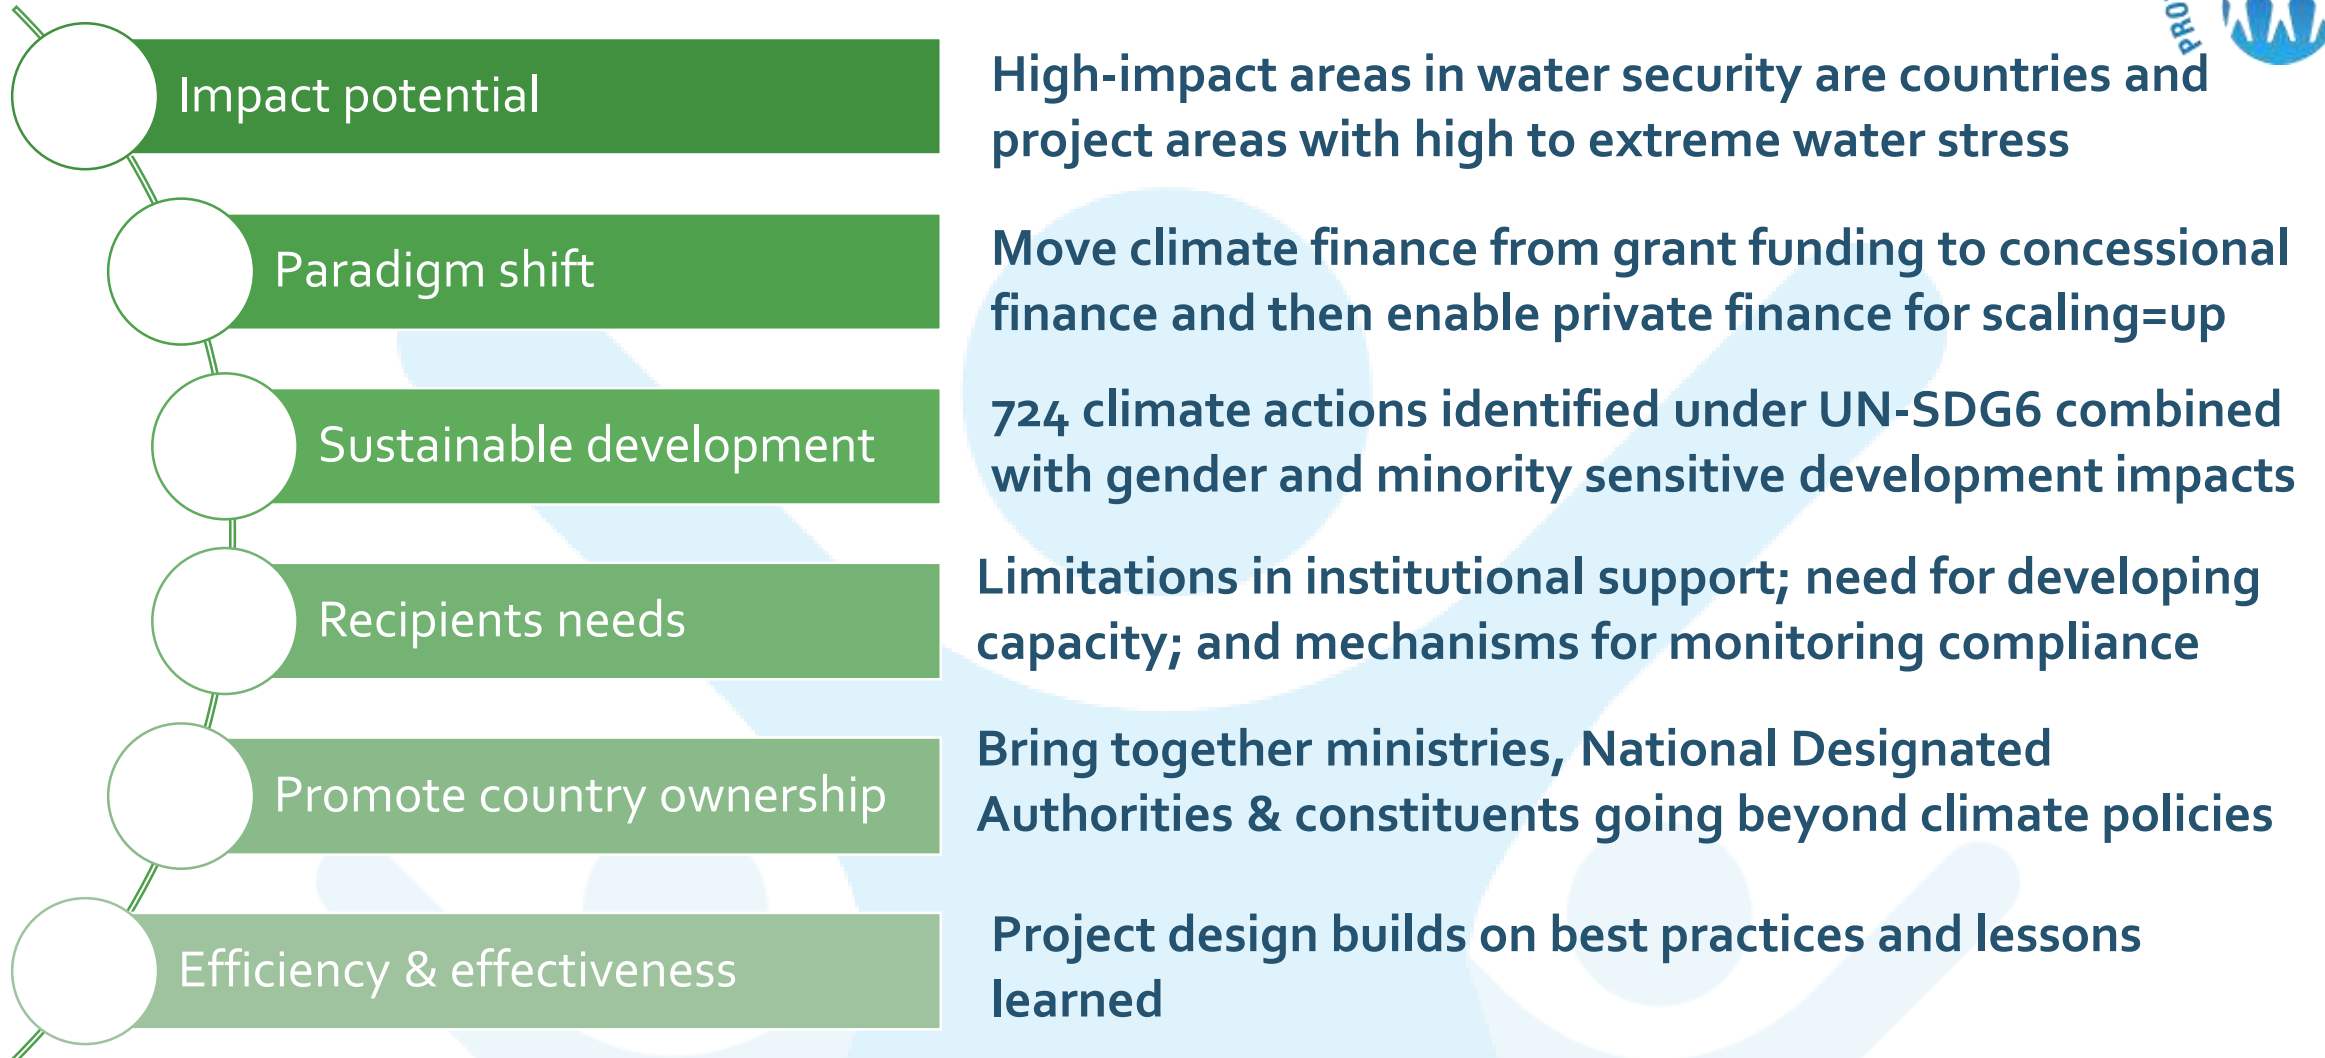 Impact potential
High-impact areas in water security are countries and
project areas with high to extreme water stress
Paradigm shift
Move climate finance from grant funding to concessional
finance and then enable private finance for scaling=up
Sustainable development
724 climate actions identified under UN-SDG6 combined
with gender and minority sensitive development impacts
Recipients needs
Limitations in institutional support; need for developing
capacity; and mechanisms for monitoring compliance
Promote country ownership
Bring together ministries, National Designated
Authorities & constituents going beyond climate policies
Efficiency & effectiveness
Project design builds on best practices and lessons
learned